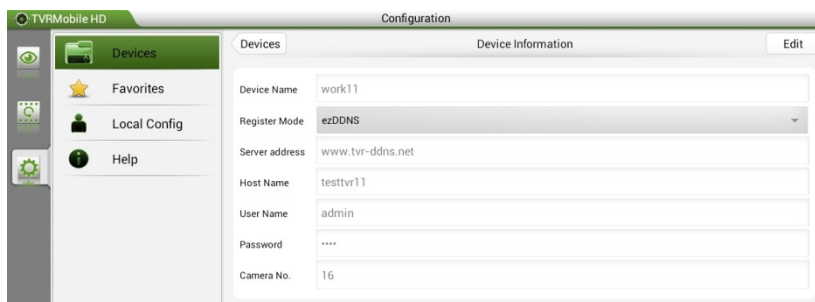 TVRMobile HD
Configuration
Devices
Favorites
Local Config
Help
Devices
Device Information
Edit
Device Name work11
Register Mode ezDDNS
Server address www.tvr-ddns.net
Host Name testtvr11
User Name admin
Password ••••
Camera No. 16